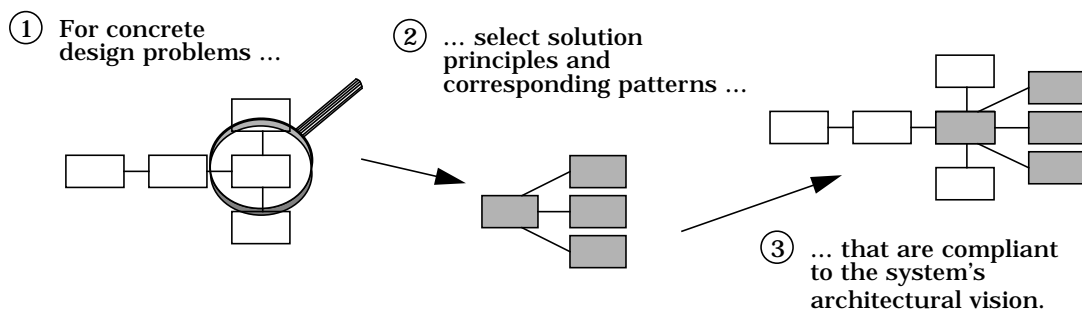 1 For concrete
design problems ...
2 ... select solution
principles and
corresponding patterns ...
3 ... that are compliant
to the system's
architectural vision.